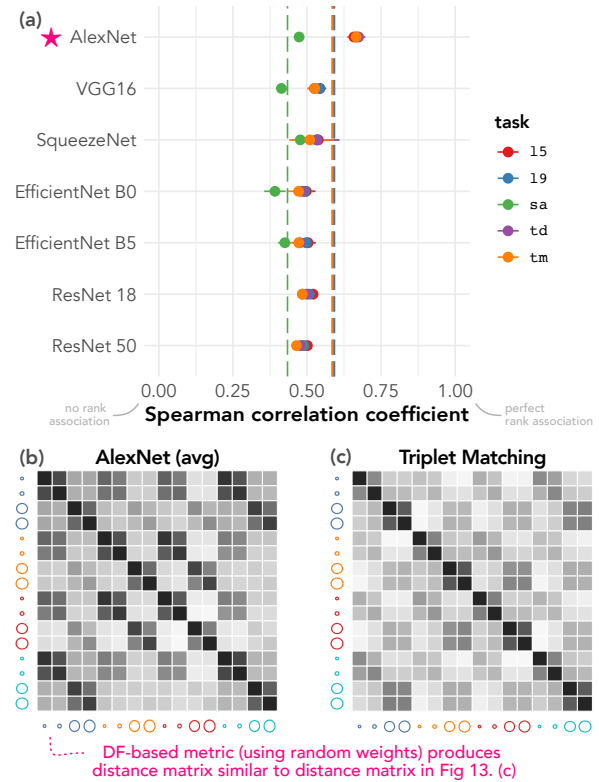 (a)
AlexNet
VGG16
SqueezeNet
EfficientNet B0
EfficientNet B5
ResNet 18
ResNet 50
task
l5
l9
sa
td
tm
0.00 0.25 0.50 0.75 1.00
no rank
association
Spearman correlation coefficient
perfect
rank association
(b) AlexNet (avg)
(c) Triplet Matching
DF-based metric (using random weights) produces
distance matrix similar to distance matrix in Fig 13. (c)